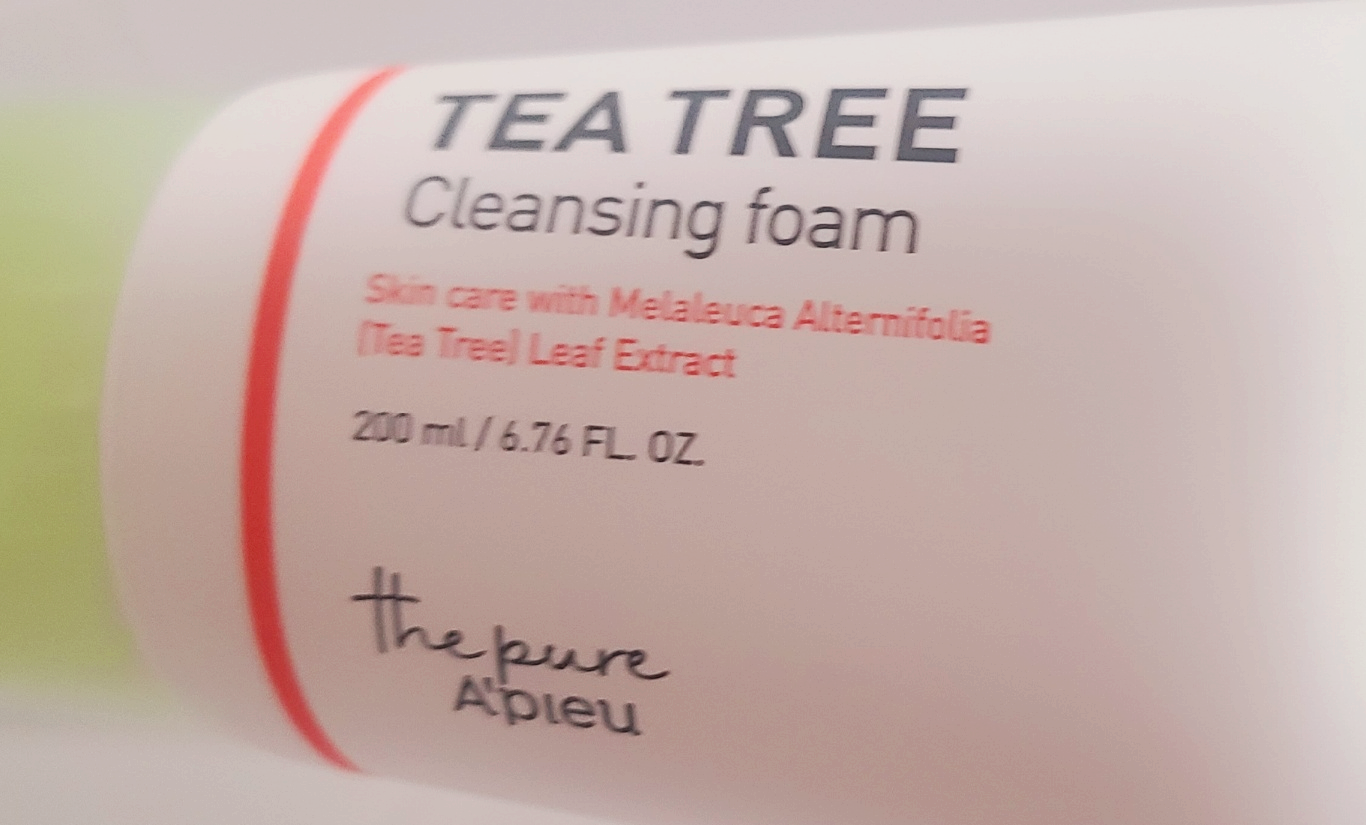 TEA TREE
Cleansing foam
Skin care with Melaleuca Alternifolia
(Tea Tree) Leaf Extract
200 ml / 6.76 FL. OZ.
the pure
A'pieu